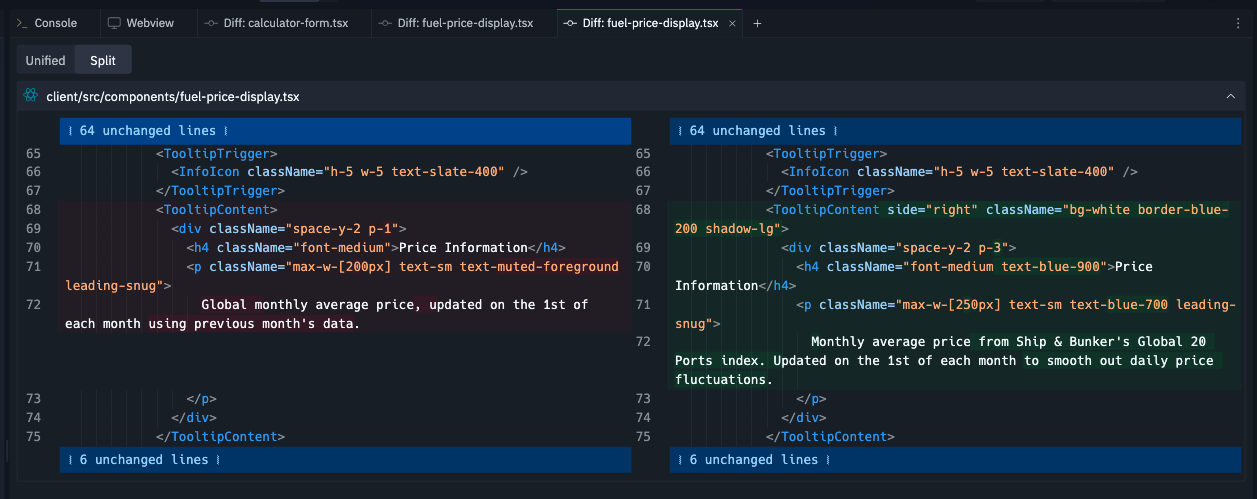 Console Webview Diff: calculator-form.tsx Diff: fuel-price-display.tsx Diff: fuel-price-display.tsx × +
Unified Split
client/src/components/fuel-price-display.tsx
64 unchanged lines
65 <TooltipTrigger>
66 <InfoIcon className="h-5 w-5 text-slate-400" />
67 </TooltipTrigger>
68 <TooltipContent>
69 <div className="space-y-2 p-1">
70 <h4 className="font-medium">Price Information</h4>
71 <p className="max-w-[200px] text-sm text-muted-foreground
leading-snug">
72 Global monthly average price, updated on the 1st of
each month using previous month's data.
73 </p>
74 </div>
75 </TooltipContent>
6 unchanged lines
64 unchanged lines
65 <TooltipTrigger>
66 <InfoIcon className="h-5 w-5 text-slate-400" />
67 </TooltipTrigger>
68 <TooltipContent side="right" className="bg-white border-blue-
200 shadow-lg">
69 <div className="space-y-2 p-3">
70 <h4 className="font-medium text-blue-900">Price
Information</h4>
71 <p className="max-w-[250px] text-sm text-blue-700 leading-
snug">
72 Monthly average price from Ship & Bunker's Global 20
Ports index. Updated on the 1st of each month to smooth out daily price
fluctuations.
73 </p>
74 </div>
75 </TooltipContent>
6 unchanged lines